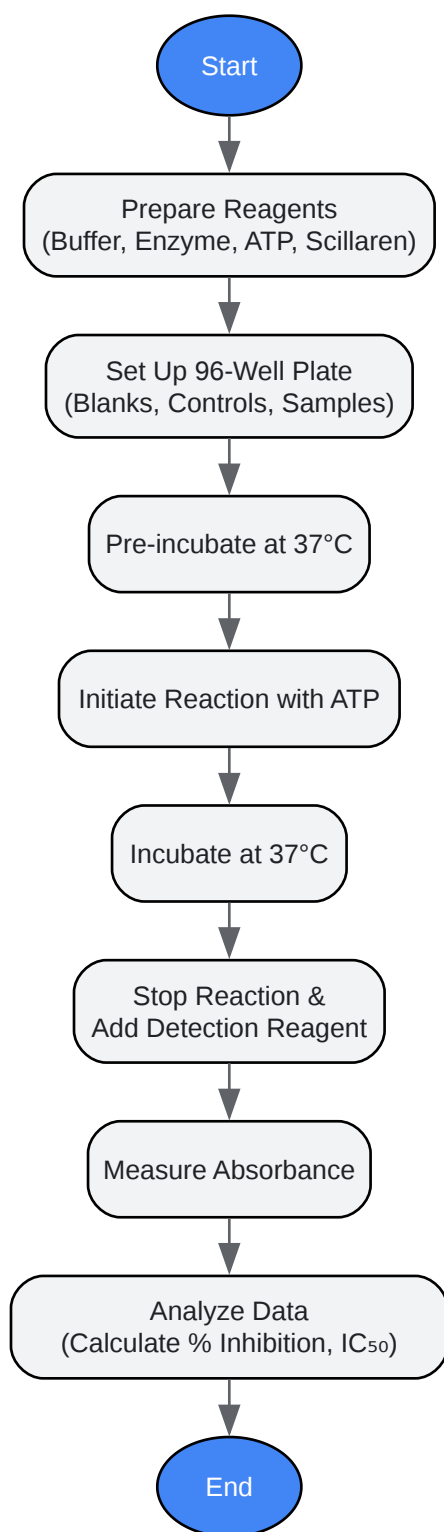 Start
Prepare Reagents
(Buffer, Enzyme, ATP, Scillaren)
Set Up 96-Well Plate
(Blanks, Controls, Samples)
Pre-incubate at 37°C
Initiate Reaction with ATP
Incubate at 37°C
Stop Reaction &
Add Detection Reagent
Measure Absorbance
Analyze Data
(Calculate % Inhibition, IC₅₀)
End